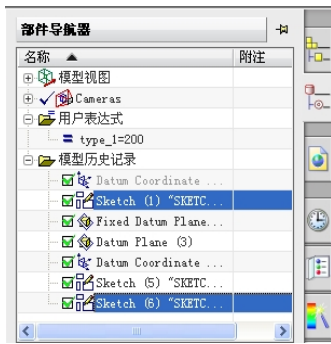 部件导航器
名称 附注
模型视图
Cameras
用户表达式
type_1=200
模型历史记录
Datum Coordinate ...
Sketch (1) "SKETC...
Fixed Datum Plane...
Datum Plane (3)
Datum Coordinate ...
Sketch (5) "SKETC...
Sketch (6) "SKETC...